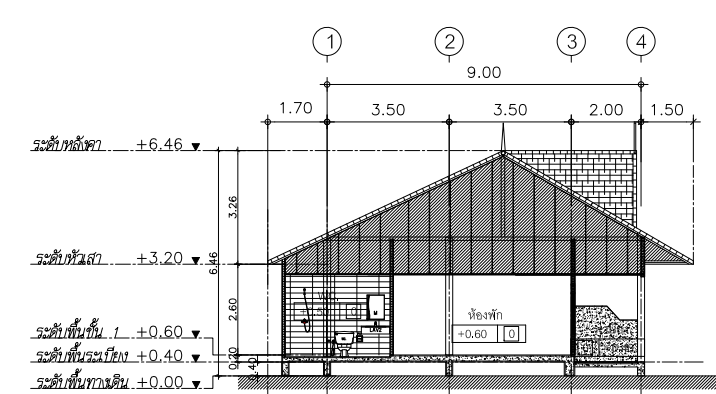 1 2 3 4
9.00
1.70 3.50 3.50 2.00 1.50
ระดับหลังคา +6.46
3.26
6.46
ระดับหัวเสา +3.20
2.60
ห้องพัก
+0.60 0
ระดับพื้นชั้น 1 +0.60
0.20
ระดับพื้นระเบียง +0.40
0.40
ระดับพื้นทางเดิน +0.00